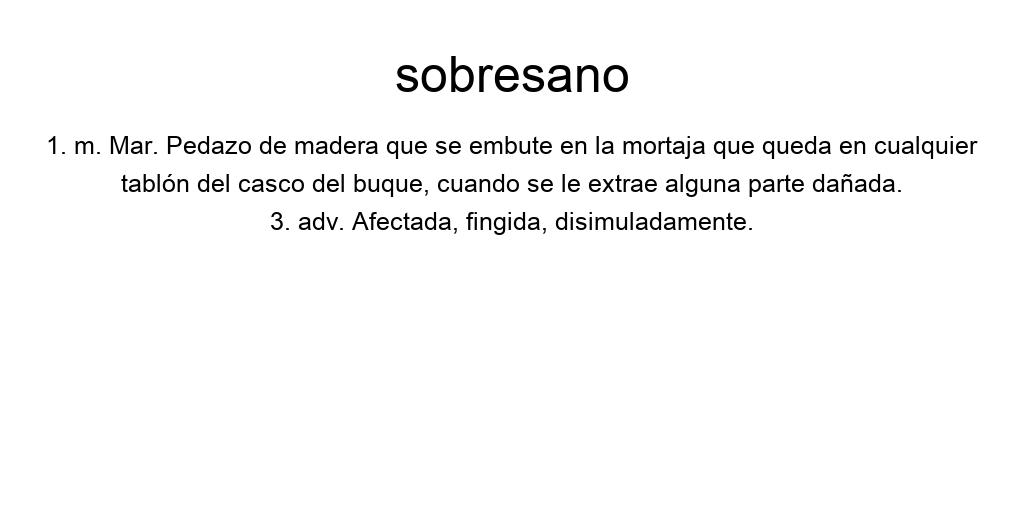 sobresano
1. m. Mar. Pedazo de madera que se embute en la mortaja que queda en cualquier
tablón del casco del buque, cuando se le extrae alguna parte dañada.
3. adv. Afectada, fingida, disimuladamente.